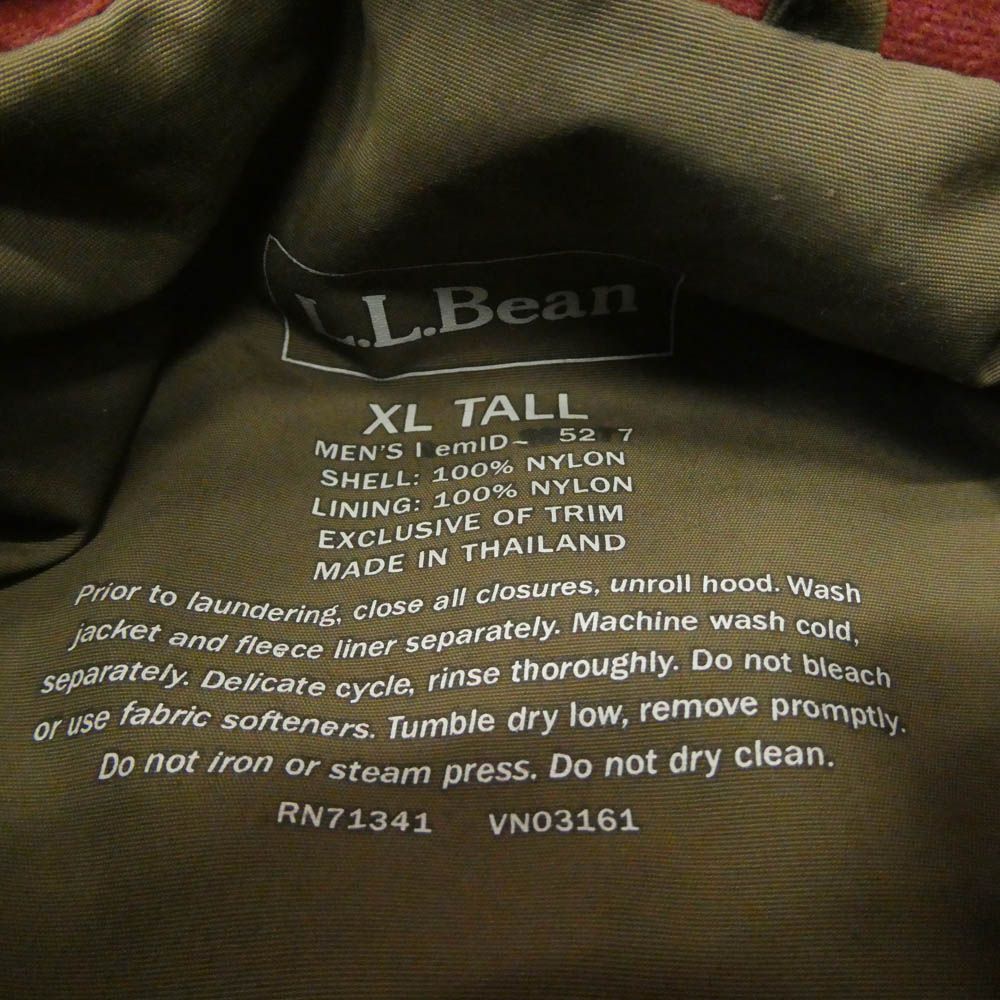 L.L.Bean
XL TALL
MEN'S
SHELL: 100% NYLON
LINING: 100% NYLON
EXCLUSIVE OF TRIM
MADE IN THAILAND
Prior to laundering, close all closures, unroll hood. Wash
jacket and fleece liner separately. Machine wash cold,
separately. Delicate cycle, rinse thoroughly. Do not bleach
or use fabric softeners. Tumble dry low, remove promptly.
Do not iron or steam press. Do not dry clean.
RN71341 VN03161